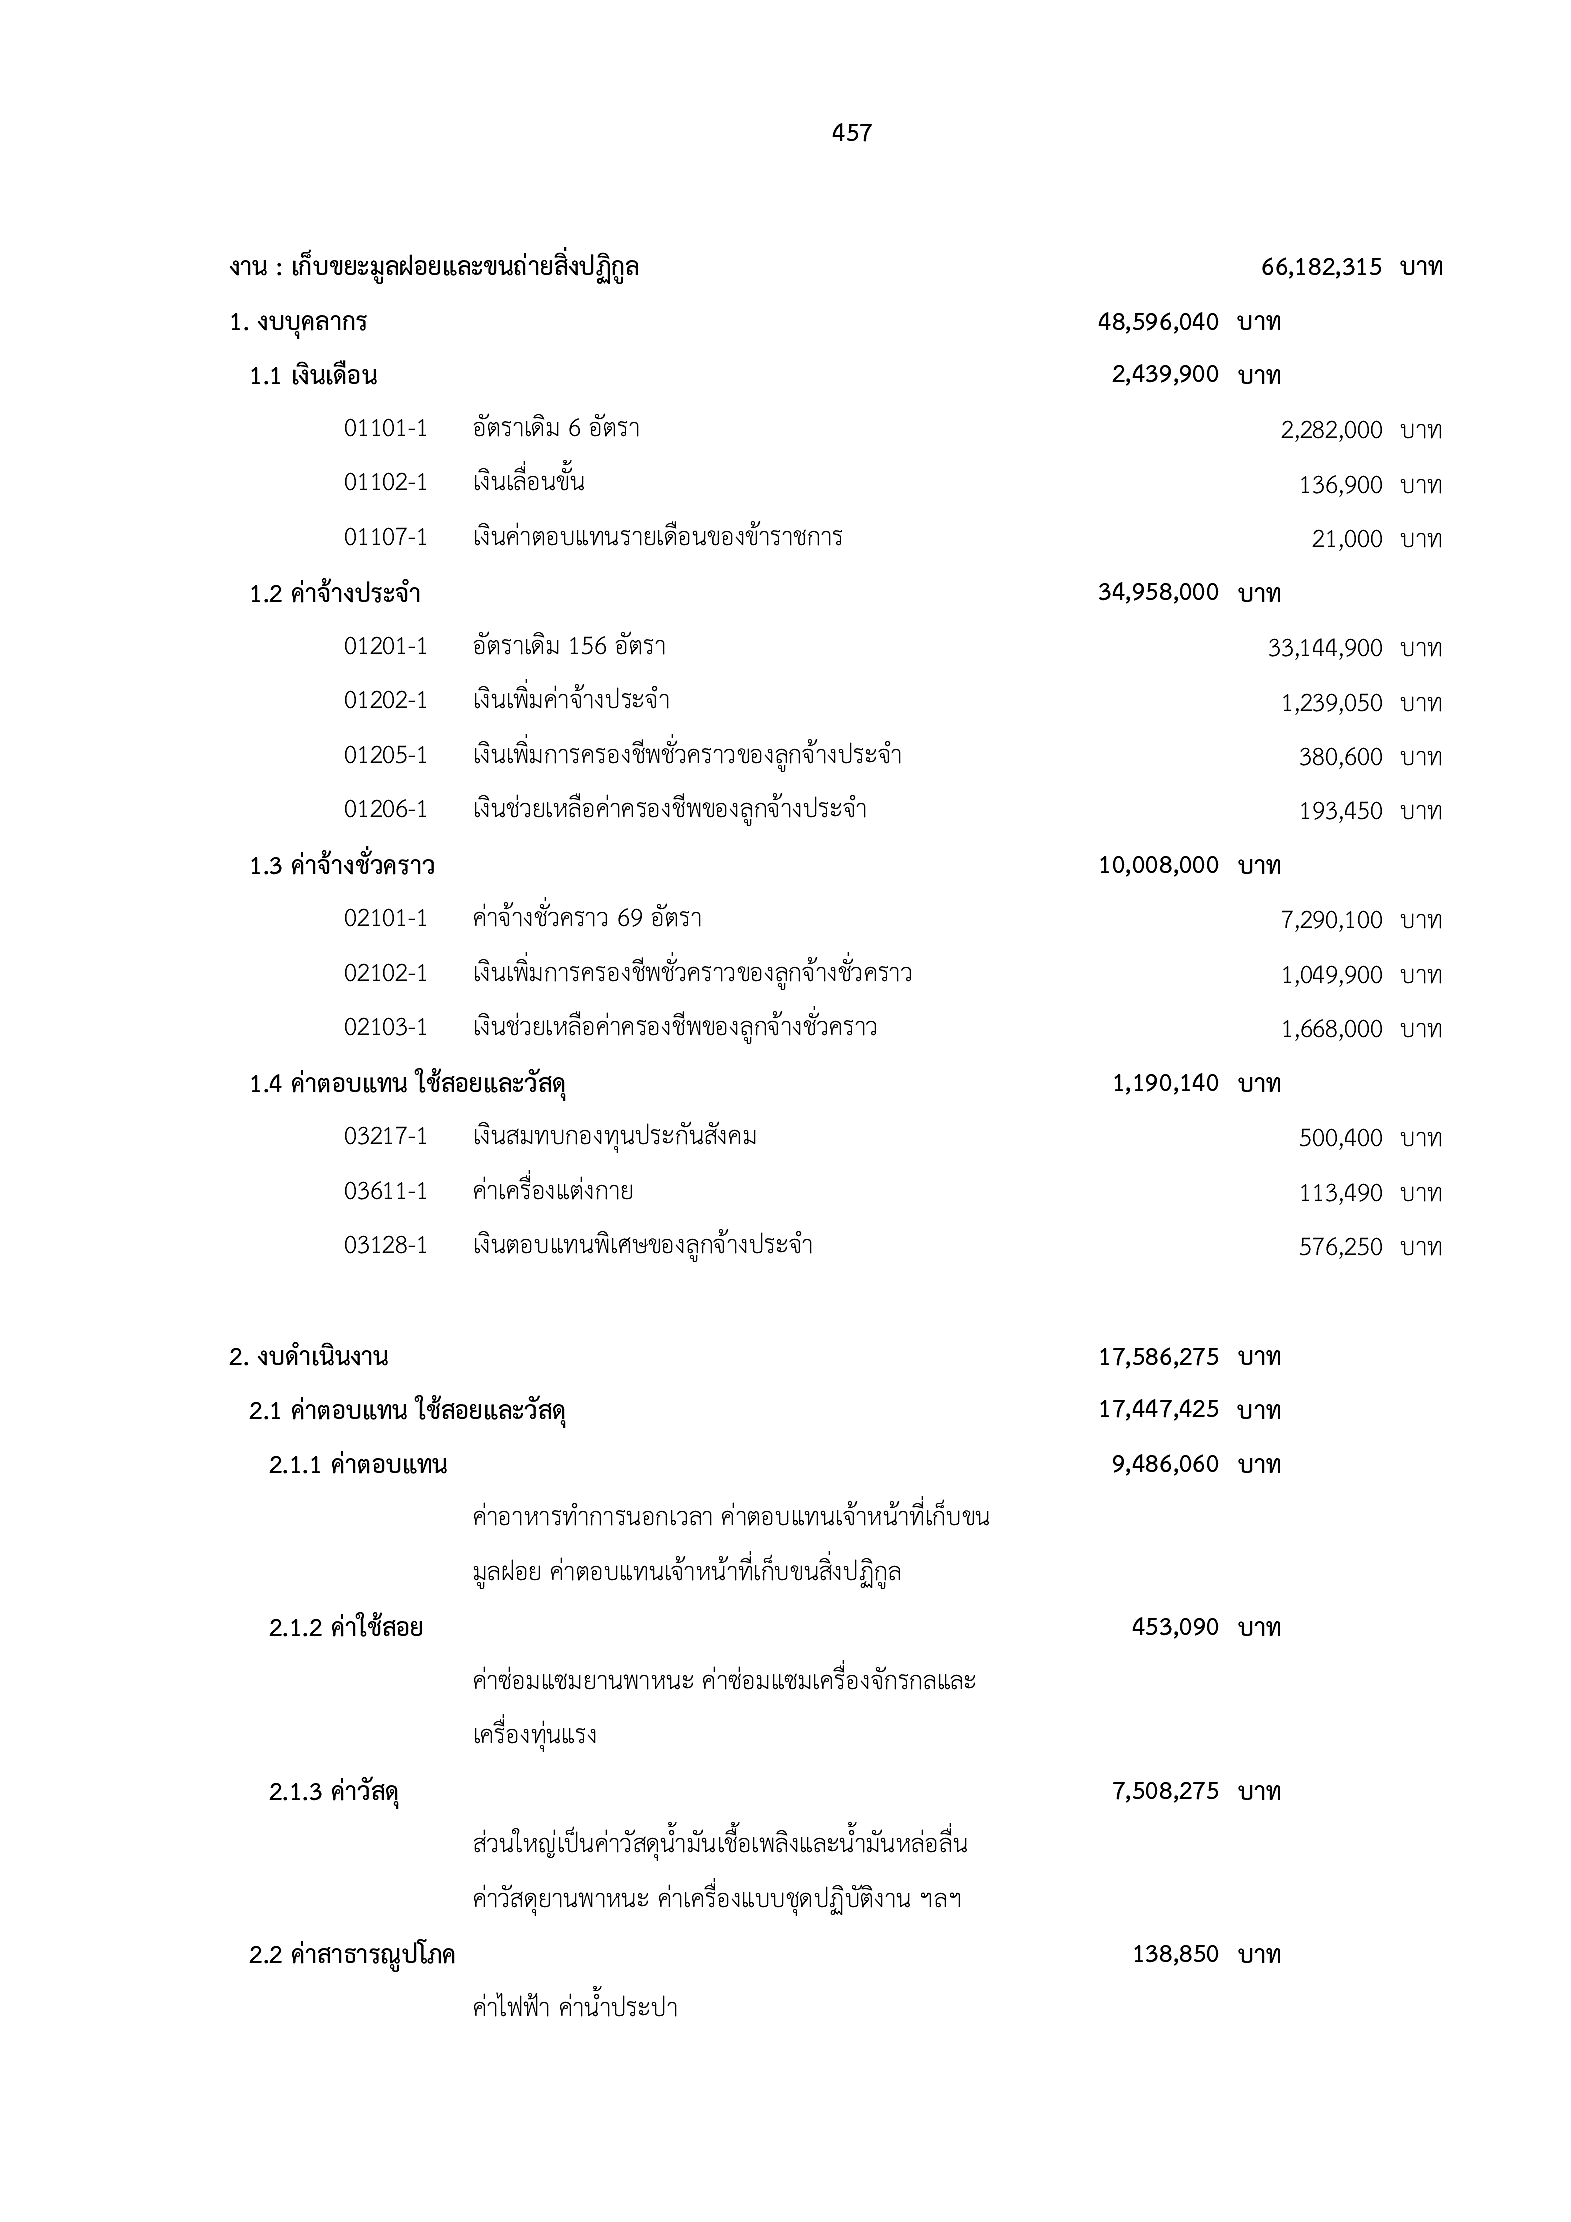 457
งาน : เก็บขยะมูลฝอยและขนถ่ายสิ่งปฏิกูล 66,182,315 บาท
1. งบบุคลากร 48,596,040 บาท
1.1 เงินเดือน 2,439,900 บาท
01101-1 อัตราเดิม 6 อัตรา 2,282,000 บาท
01102-1 เงินเลื่อนขั้น 136,900 บาท
01107-1 เงินค่าตอบแทนรายเดือนของข้าราชการ 21,000 บาท
1.2 ค่าจ้างประจำ 34,958,000 บาท
01201-1 อัตราเดิม 156 อัตรา 33,144,900 บาท
01202-1 เงินเพิ่มค่าจ้างประจำ 1,239,050 บาท
01205-1 เงินเพิ่มการครองชีพชั่วคราวของลูกจ้างประจำ 380,600 บาท
01206-1 เงินช่วยเหลือค่าครองชีพของลูกจ้างประจำ 193,450 บาท
1.3 ค่าจ้างชั่วคราว 10,008,000 บาท
02101-1 ค่าจ้างชั่วคราว 69 อัตรา 7,290,100 บาท
02102-1 เงินเพิ่มการครองชีพชั่วคราวของลูกจ้างชั่วคราว 1,049,900 บาท
02103-1 เงินช่วยเหลือค่าครองชีพของลูกจ้างชั่วคราว 1,668,000 บาท
1.4 ค่าตอบแทน ใช้สอยและวัสดุ 1,190,140 บาท
03217-1 เงินสมทบกองทุนประกันสังคม 500,400 บาท
03611-1 ค่าเครื่องแต่งกาย 113,490 บาท
03128-1 เงินตอบแทนพิเศษของลูกจ้างประจำ 576,250 บาท
2. งบดำเนินงาน 17,586,275 บาท
2.1 ค่าตอบแทน ใช้สอยและวัสดุ 17,447,425 บาท
2.1.1 ค่าตอบแทน 9,486,060 บาท
ค่าอาหารทำการนอกเวลา ค่าตอบแทนเจ้าหน้าที่เก็บขน
มูลฝอย ค่าตอบแทนเจ้าหน้าที่เก็บขนสิ่งปฏิกูล
2.1.2 ค่าใช้สอย 453,090 บาท
ค่าซ่อมแซมยานพาหนะ ค่าซ่อมแซมเครื่องจักรกลและ
เครื่องทุ่นแรง
2.1.3 ค่าวัสดุ 7,508,275 บาท
ส่วนใหญ่เป็นค่าวัสดุน้ำมันเชื้อเพลิงและน้ำมันหล่อลื่น
ค่าวัสดุยานพาหนะ ค่าเครื่องแบบชุดปฏิบัติงาน ฯลฯ
2.2 ค่าสาธารณูปโภค 138,850 บาท
ค่าไฟฟ้า ค่าน้ำประปา